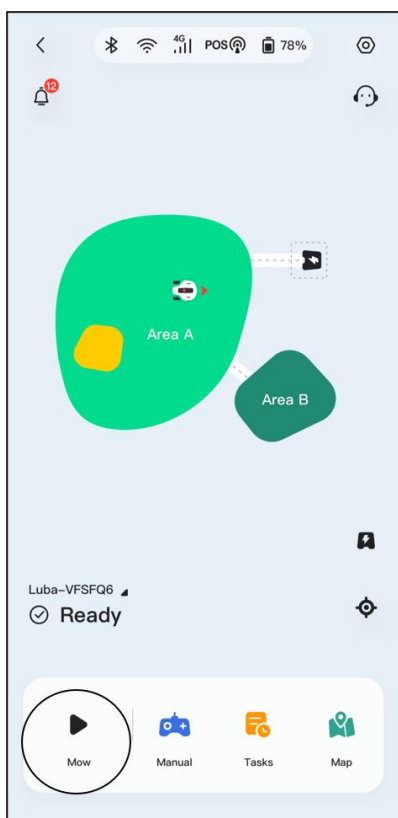 4G
POS 78%
12
Area A
Area B
Luba-VFSFQ6
Ready
Mow Manual Tasks Map